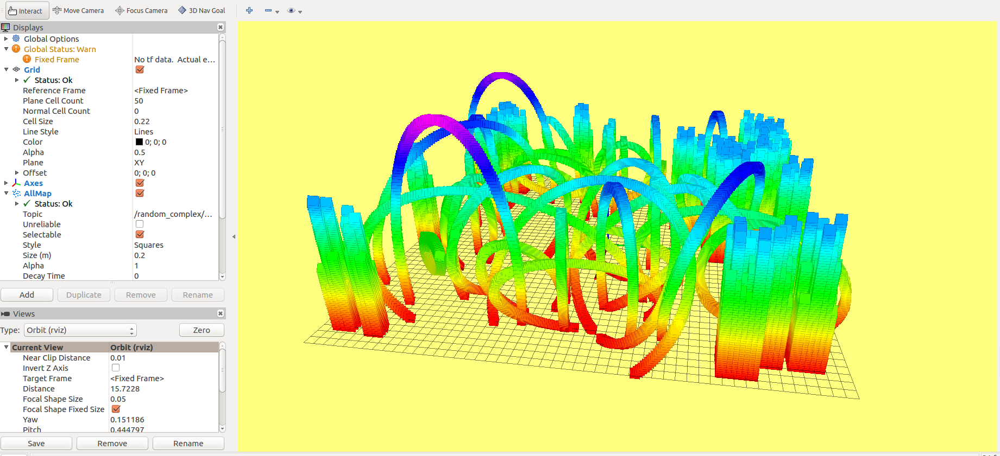 Interact Move Camera Focus Camera 3D Nav Goal
Displays
Global Options
Global Status: Warn
Fixed Frame No tf data. Actual e...
Grid
Status: Ok
Reference Frame <Fixed Frame>
Plane Cell Count 50
Normal Cell Count 0
Cell Size 0.22
Line Style Lines
Color 0; 0; 0
Alpha 0.5
Plane XY
Offset 0; 0; 0
Axes
AllMap
Status: Ok
Topic /random_complex/...
Unreliable
Selectable
Style Squares
Size (m) 0.2
Alpha 1
Decay Time 0
Add Duplicate Remove Rename
Views
Type: Orbit (rviz) Zero
Current View Orbit (rviz)
Near Clip Distance 0.01
Invert Z Axis
Target Frame <Fixed Frame>
Distance 15.7228
Focal Shape Size 0.05
Focal Shape Fixed Size
Yaw 0.151186
Pitch 0.444797
Save Remove Rename